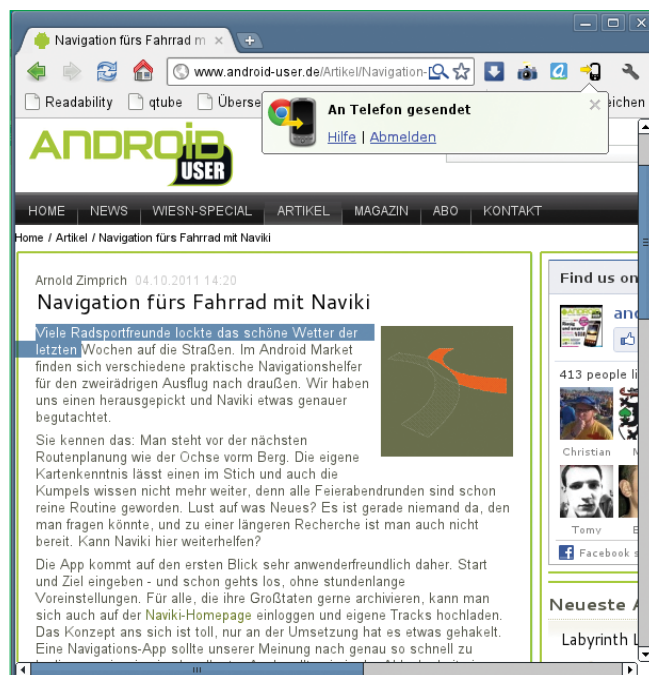 Navigation fürs Fahrrad m
www.android-user.de/Artikel/Navigation-
Readability qtube Überse eichen
An Telefon gesendet
Hilfe | Abmelden
ANDROID
USER
HOME NEWS WIESN-SPECIAL ARTIKEL MAGAZIN ABO KONTAKT
Home / Artikel / Navigation fürs Fahrrad mit Naviki
Arnold Zimprich 04.10.2011 14:20
Navigation fürs Fahrrad mit Naviki
Viele Radsportfreunde lockte das schöne Wetter der
letzten Wochen auf die Straßen. Im Android Market
finden sich verschiedene praktische Navigationshelfer
für den zweirädrigen Ausflug nach draußen. Wir haben
uns einen herausgepickt und Naviki etwas genauer
begutachtet.
Sie kennen das: Man steht vor der nächsten
Routenplanung wie der Ochse vorm Berg. Die eigene
Kartenkenntnis lässt einen im Stich und auch die
Kumpels wissen nicht mehr weiter, denn alle Feierabendrunden sind schon
reine Routine geworden. Lust auf was Neues? Es ist gerade niemand da, den
man fragen könnte, und zu einer längeren Recherche ist man auch nicht
bereit. Kann Naviki hier weiterhelfen?
Die App kommt auf den ersten Blick sehr anwenderfreundlich daher. Start
und Ziel eingeben - und schon gehts los, ohne stundenlange
Voreinstellungen. Für alle, die ihre Großtaten gerne archivieren, kann man
sich auch auf der Naviki-Homepage einloggen und eigene Tracks hochladen.
Das Konzept ans sich ist toll, nur an der Umsetzung hat es etwas gehakelt.
Eine Navigations-App sollte unserer Meinung nach genau so schnell zu
Find us on
and
413 people li
Christian
Tomy
Facebook s
Neueste A
Labyrinth L